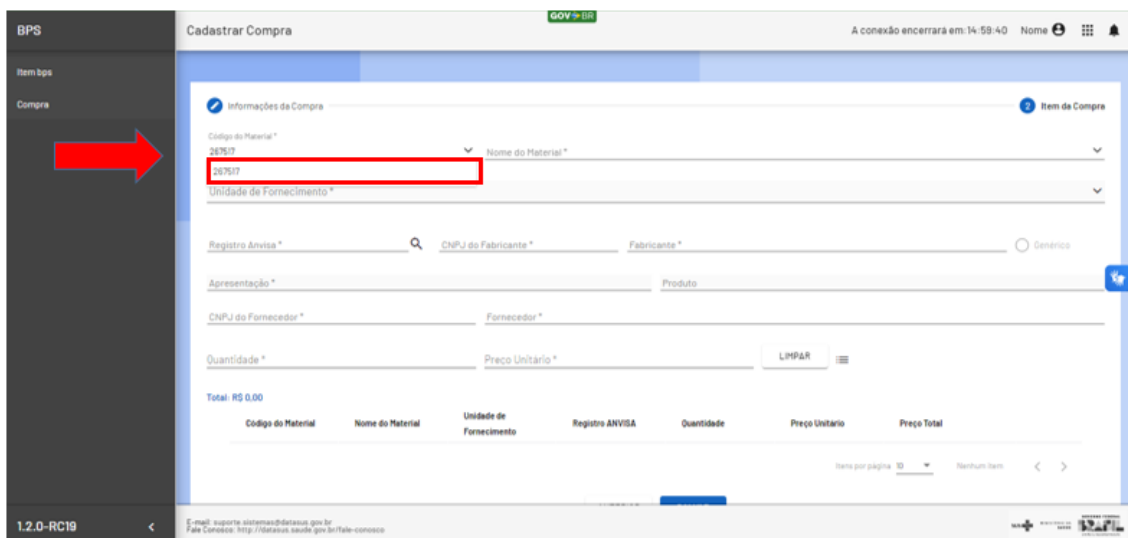 GOV BR
BPS
Cadastrar Compra
A conexão encerrará em: 14:59:40 Nome
Item bps
Compra
Informações da Compra
2 Item da Compra
Código do Material *
267517
Nome do Material *
267517
Unidade de Fornecimento *
Registro Anvisa *
CNPJ do Fabricante *
Fabricante *
Genérico
Apresentação *
Produto
CNPJ do Fornecedor *
Fornecedor *
Quantidade *
Preço Unitário *
LIMPAR
Total: R$ 0,00
Código do Material
Nome do Material
Unidade de
Fornecimento
Registro ANVISA
Quantidade
Preço Unitário
Preço Total
Itens por página 10
Nenhum item
1.2.0-RC19
E-mail: suporte.sistemas@datasus.gov.br
Fale Conosco: http://datasus.saude.gov.br/fale-conosco
SUS
BRASIL